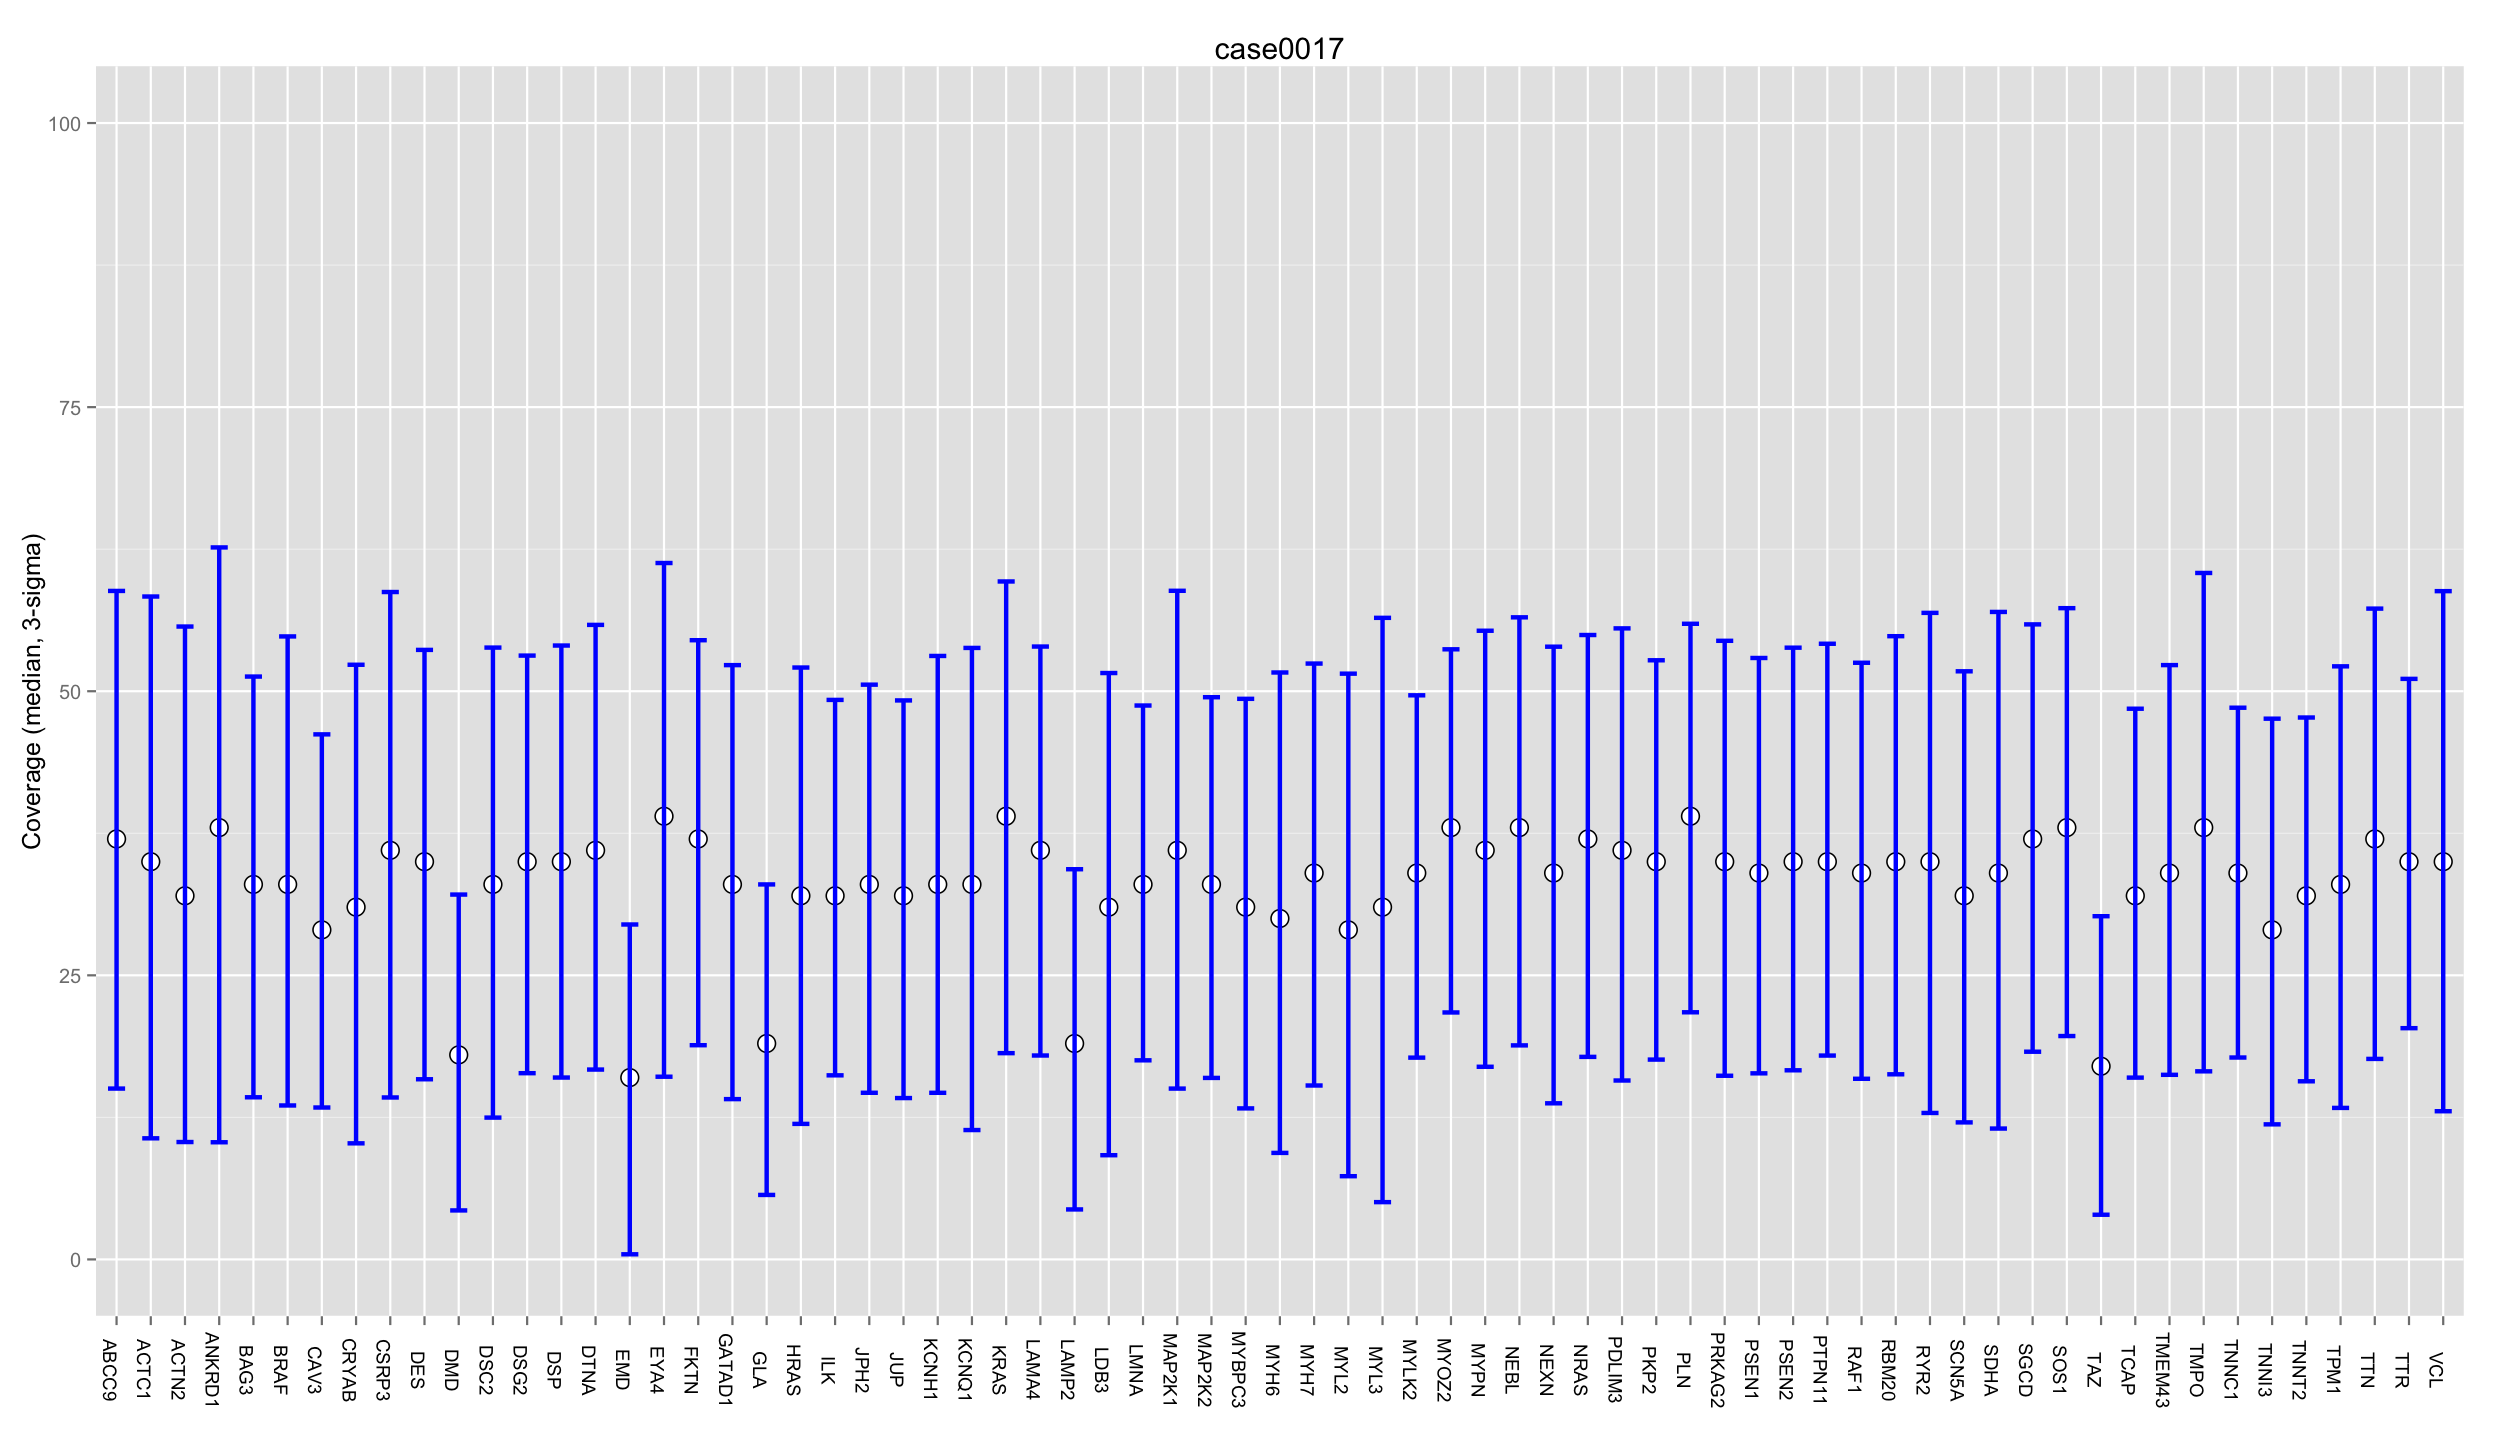 case0017
Coverage (median, 3-sigma)
100
75
50
25
0
ABCC9
ACTC1
ACTN2
ANKRD1
BAG3
BRAF
CAV3
CRYAB
CSRP3
DES
DMD
DSC2
DSG2
DSP
DTNA
EMD
EYA4
FKTN
GATAD1
GLA
HRAS
ILK
JPH2
JUP
KCNH1
KCNQ1
KRAS
LAMA4
LAMP2
LDB3
LMNA
MAP2K1
MAP2K2
MYBPC3
MYH6
MYH7
MYL2
MYL3
MYLK2
MYOZ2
MYPN
NEBL
NEXN
NRAS
PDLIM3
PKP2
PLN
PRKAG2
PSEN1
PSEN2
PTPN11
RAF1
RBM20
RYR2
SCN5A
SDHA
SGCD
SOS1
TAZ
TCAP
TMEM43
TMPO
TNNC1
TNNI3
TNNT2
TPM1
TTN
TTR
VCL